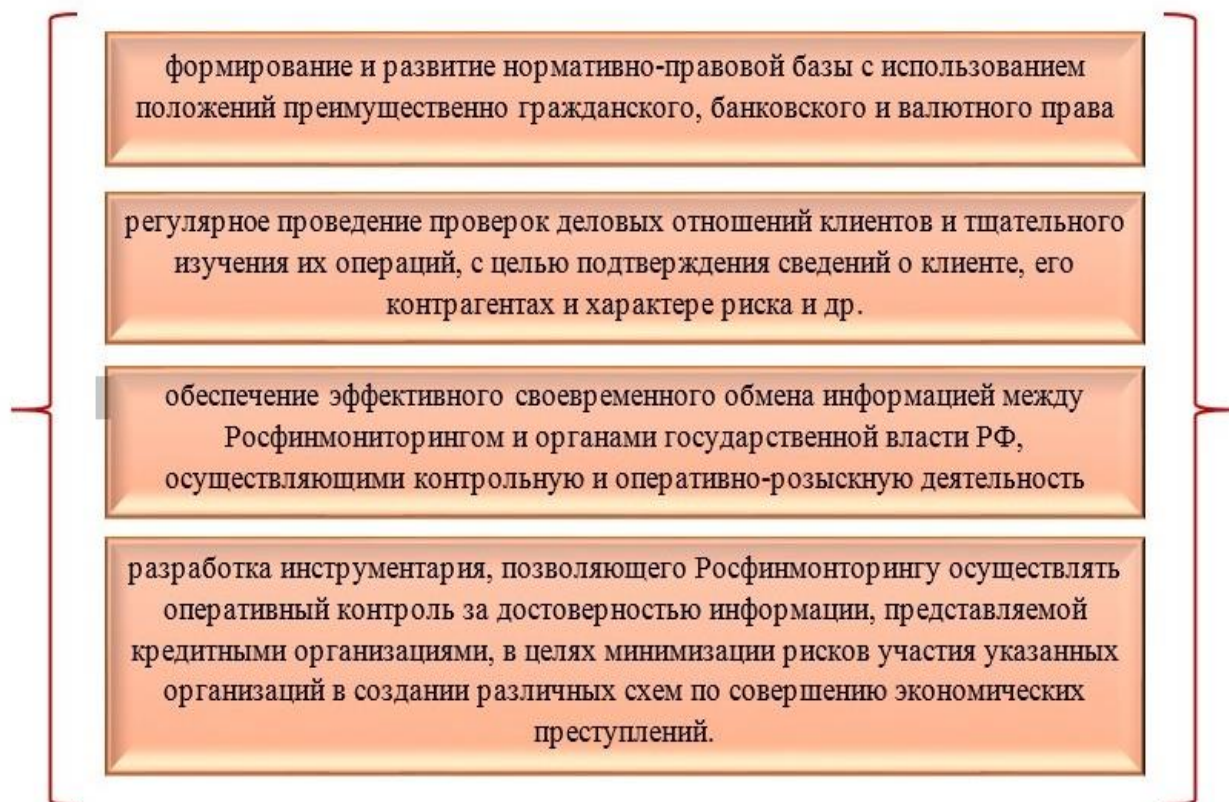 формирование и развитие нормативно-правовой базы с использованием
положений преимущественно гражданского, банковского и валютного права
регулярное проведение проверок деловых отношений клиентов и тщательного
изучения их операций, с целью подтверждения сведений о клиенте, его
контрагентах и характере риска и др.
обеспечение эффективного своевременного обмена информацией между
Росфинмониторингом и органами государственной власти РФ,
осуществляющими контрольную и оперативно-розыскную деятельность
разработка инструментария, позволяющего Росфинмонторингу осуществлять
оперативный контроль за достоверностью информации, представляемой
кредитными организациями, в целях минимизации рисков участия указанных
организаций в создании различных схем по совершению экономических
преступлений.